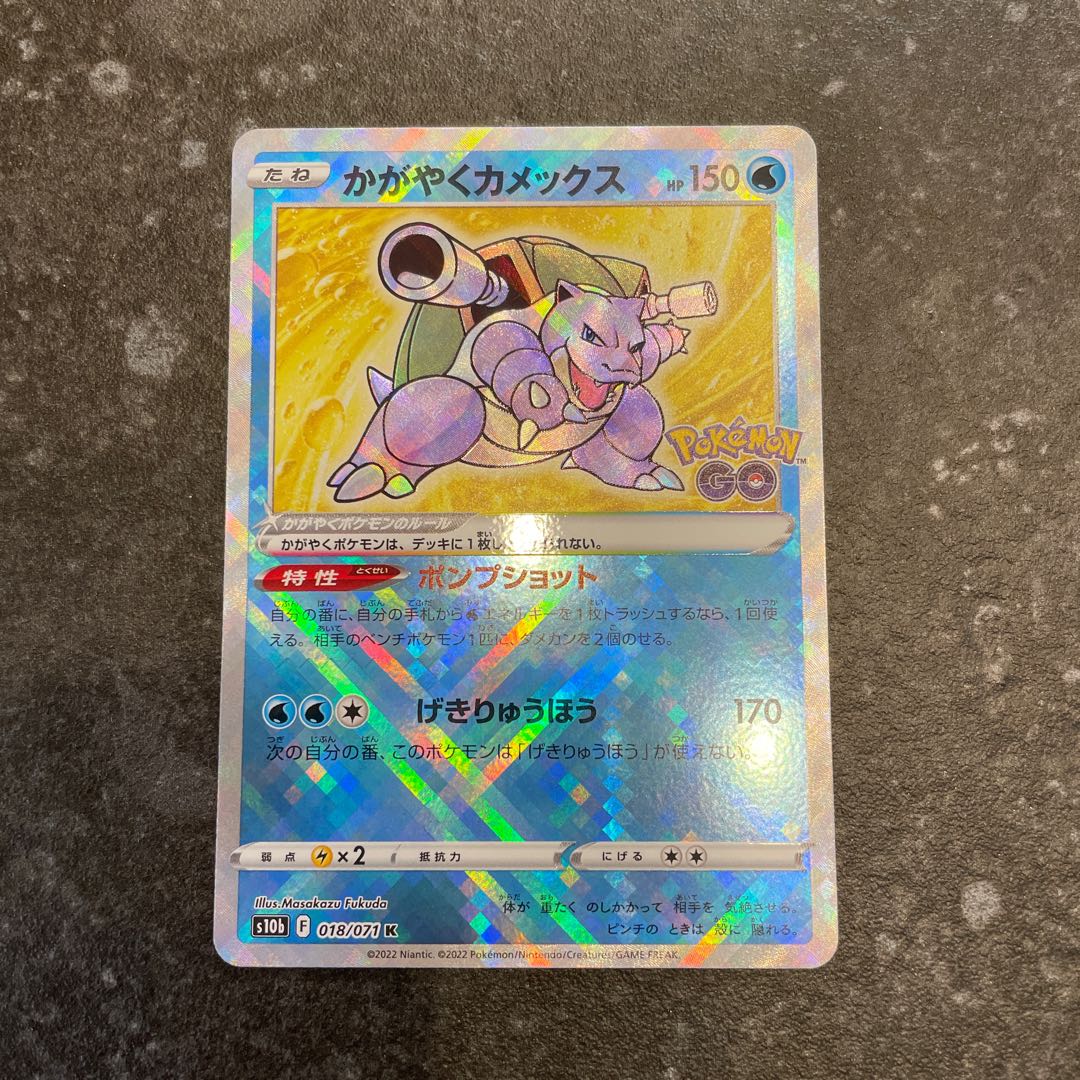 たね かがやくカメックス HP 150
Pokémon GO™
かがやくポケモンのルール
かがやくポケモンは、デッキに1枚し れない。
特性 とくせい ポンプショット
自分の番に、自分の手札から エネルギーを1枚トラッシュするなら、1回使
える。相手のベンチポケモン1匹に、ダメカンを2個のせる。
げきりゅうほう 170
次の自分の番、このポケモンは「げきりゅうほう」が使えない。
弱点 ×2 抵抗力 にげる
Illus.Masakazu Fukuda
s10b F 018/071 K
体が 重たく のしかかって 相手を 気絶させる。
ピンチの ときは 殻に 隠れる。
©2022 Niantic. ©2022 Pokémon/Nintendo/Creatures/GAME FREAK.